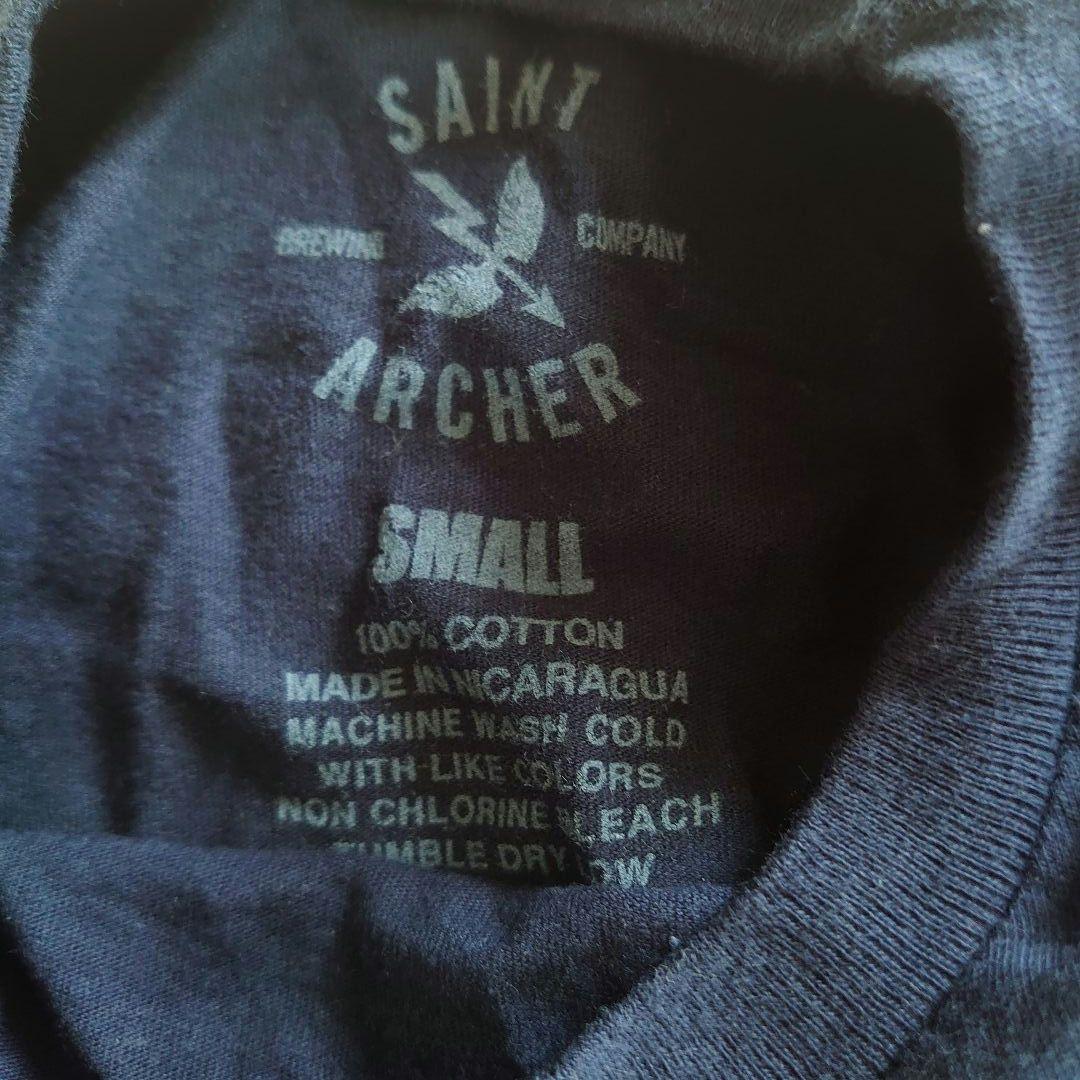 SAINT
BREWING COMPANY
ARCHER
SMALL
100% COTTON
MADE IN NICARAGUA
MACHINE WASH COLD
WITH LIKE COLORS
NON CHLORINE BLEACH
TUMBLE DRY LOW